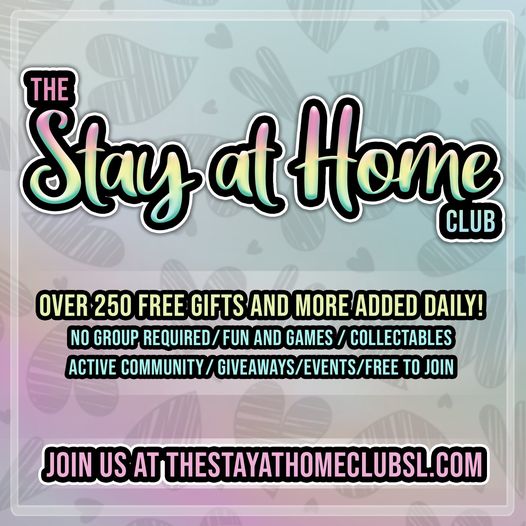 THE
Stay at Home
CLUB
OVER 250 FREE GIFTS AND MORE ADDED DAILY!
NO GROUP REQUIRED/FUN AND GAMES/COLLECTABLES
ACTIVE COMMUNITY/GIVEAWAYS/EVENTS/FREE TO JOIN
JOIN US AT THESTAYATHOMECLUBSL.COM